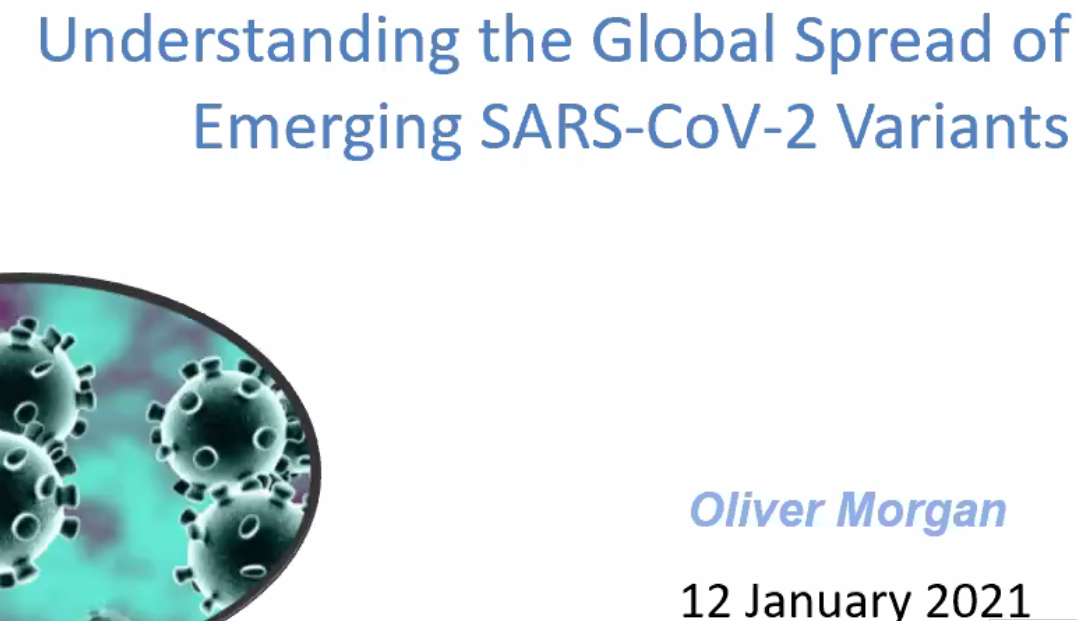 Understanding the Global Spread of
Emerging SARS-CoV-2 Variants
Oliver Morgan
12 January 2021